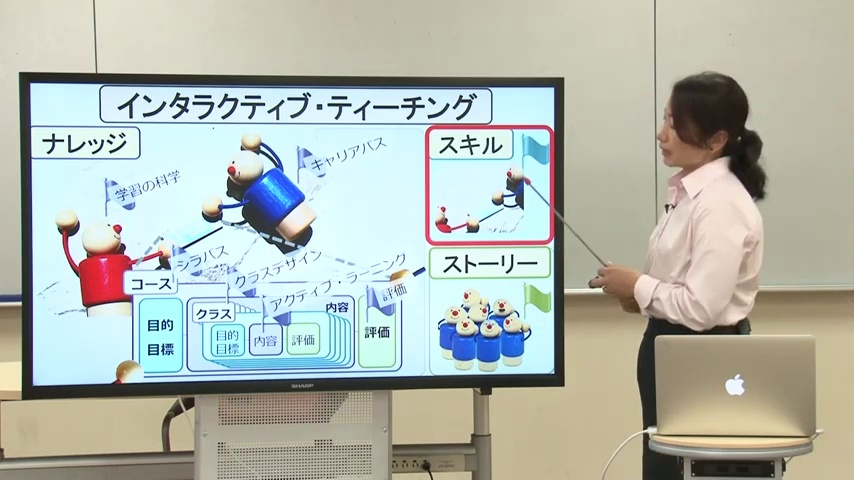 インタラクティブ・ティーチング
ナレッジ
スキル
キャリアパス
学習の科学
シラバス
クラスデザイン
アクティブ・ラーニング
評価
ストーリー
コース
目的
目標
クラス
内容
目的
目標
内容
評価
評価
SHARP